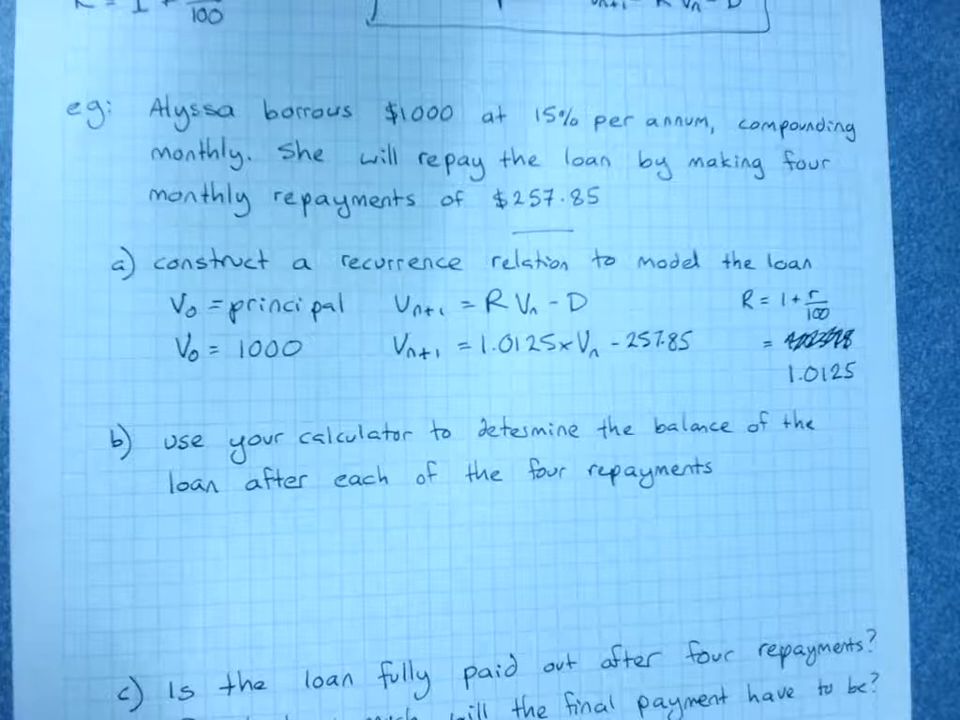 100
eg: Alyssa borrows $1000 at 15% per annum, compounding
monthly. She will repay the loan by making four
monthly repayments of $257.85
a) construct a recurrence relation to model the loan
V₀ = principal Vₙ₊₁ = R Vₙ - D R = 1 + r/100
V₀ = 1000 Vₙ₊₁ = 1.0125 x Vₙ - 257.85 =
1.0125
b) use your calculator to determine the balance of the
loan after each of the four repayments
c) Is the loan fully paid out after four repayments?
will the final payment have to be?